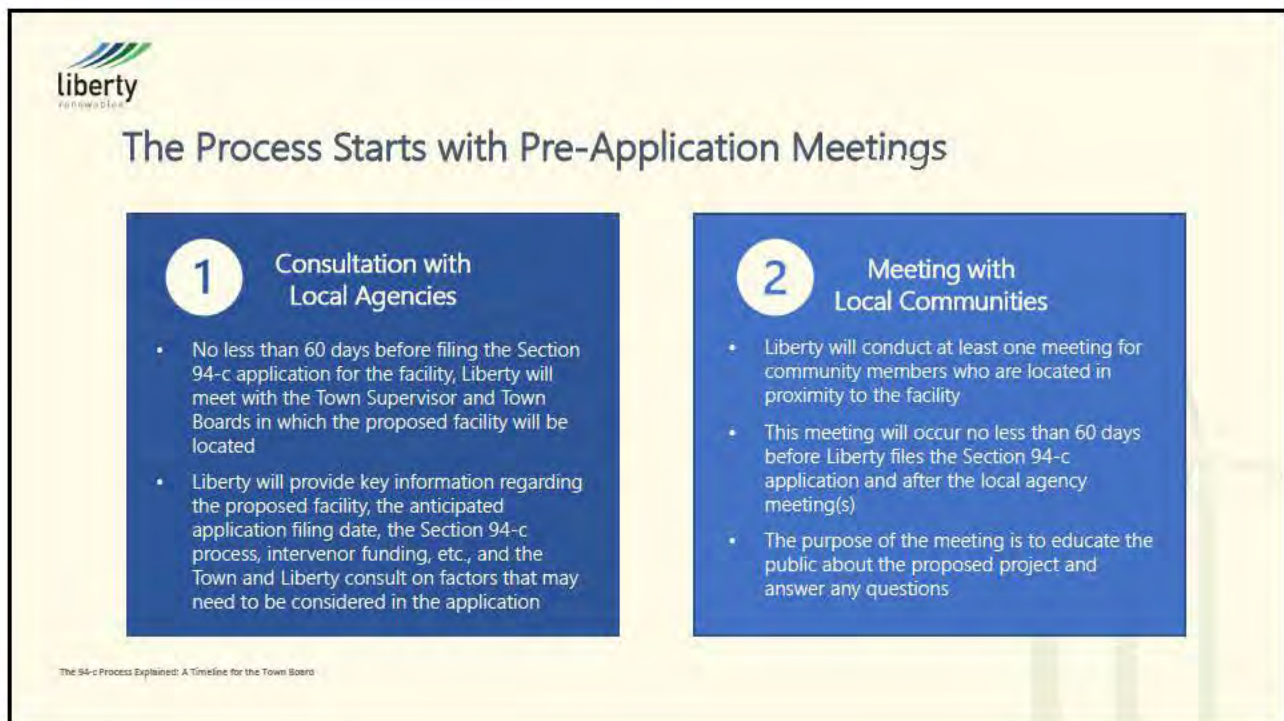 liberty
renewables
The Process Starts with Pre-Application Meetings
1
Consultation with
Local Agencies
• No less than 60 days before filing the Section
94-c application for the facility, Liberty will
meet with the Town Supervisor and Town
Boards in which the proposed facility will be
located
• Liberty will provide key information regarding
the proposed facility, the anticipated
application filing date, the Section 94-c
process, intervenor funding, etc., and the
Town and Liberty consult on factors that may
need to be considered in the application
2
Meeting with
Local Communities
• Liberty will conduct at least one meeting for
community members who are located in
proximity to the facility
• This meeting will occur no less than 60 days
before Liberty files the Section 94-c
application and after the local agency
meeting(s)
• The purpose of the meeting is to educate the
public about the proposed project and
answer any questions
The 94-c Process Explained: A Timeline for the Town Board